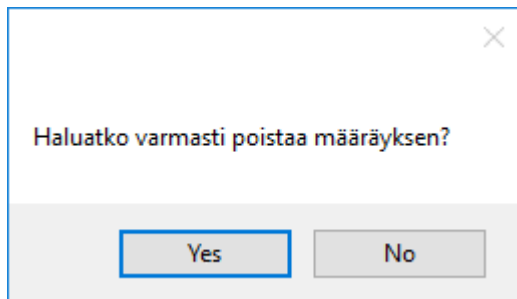 Haluatko varmasti poistaa määräyksen?
Yes
No